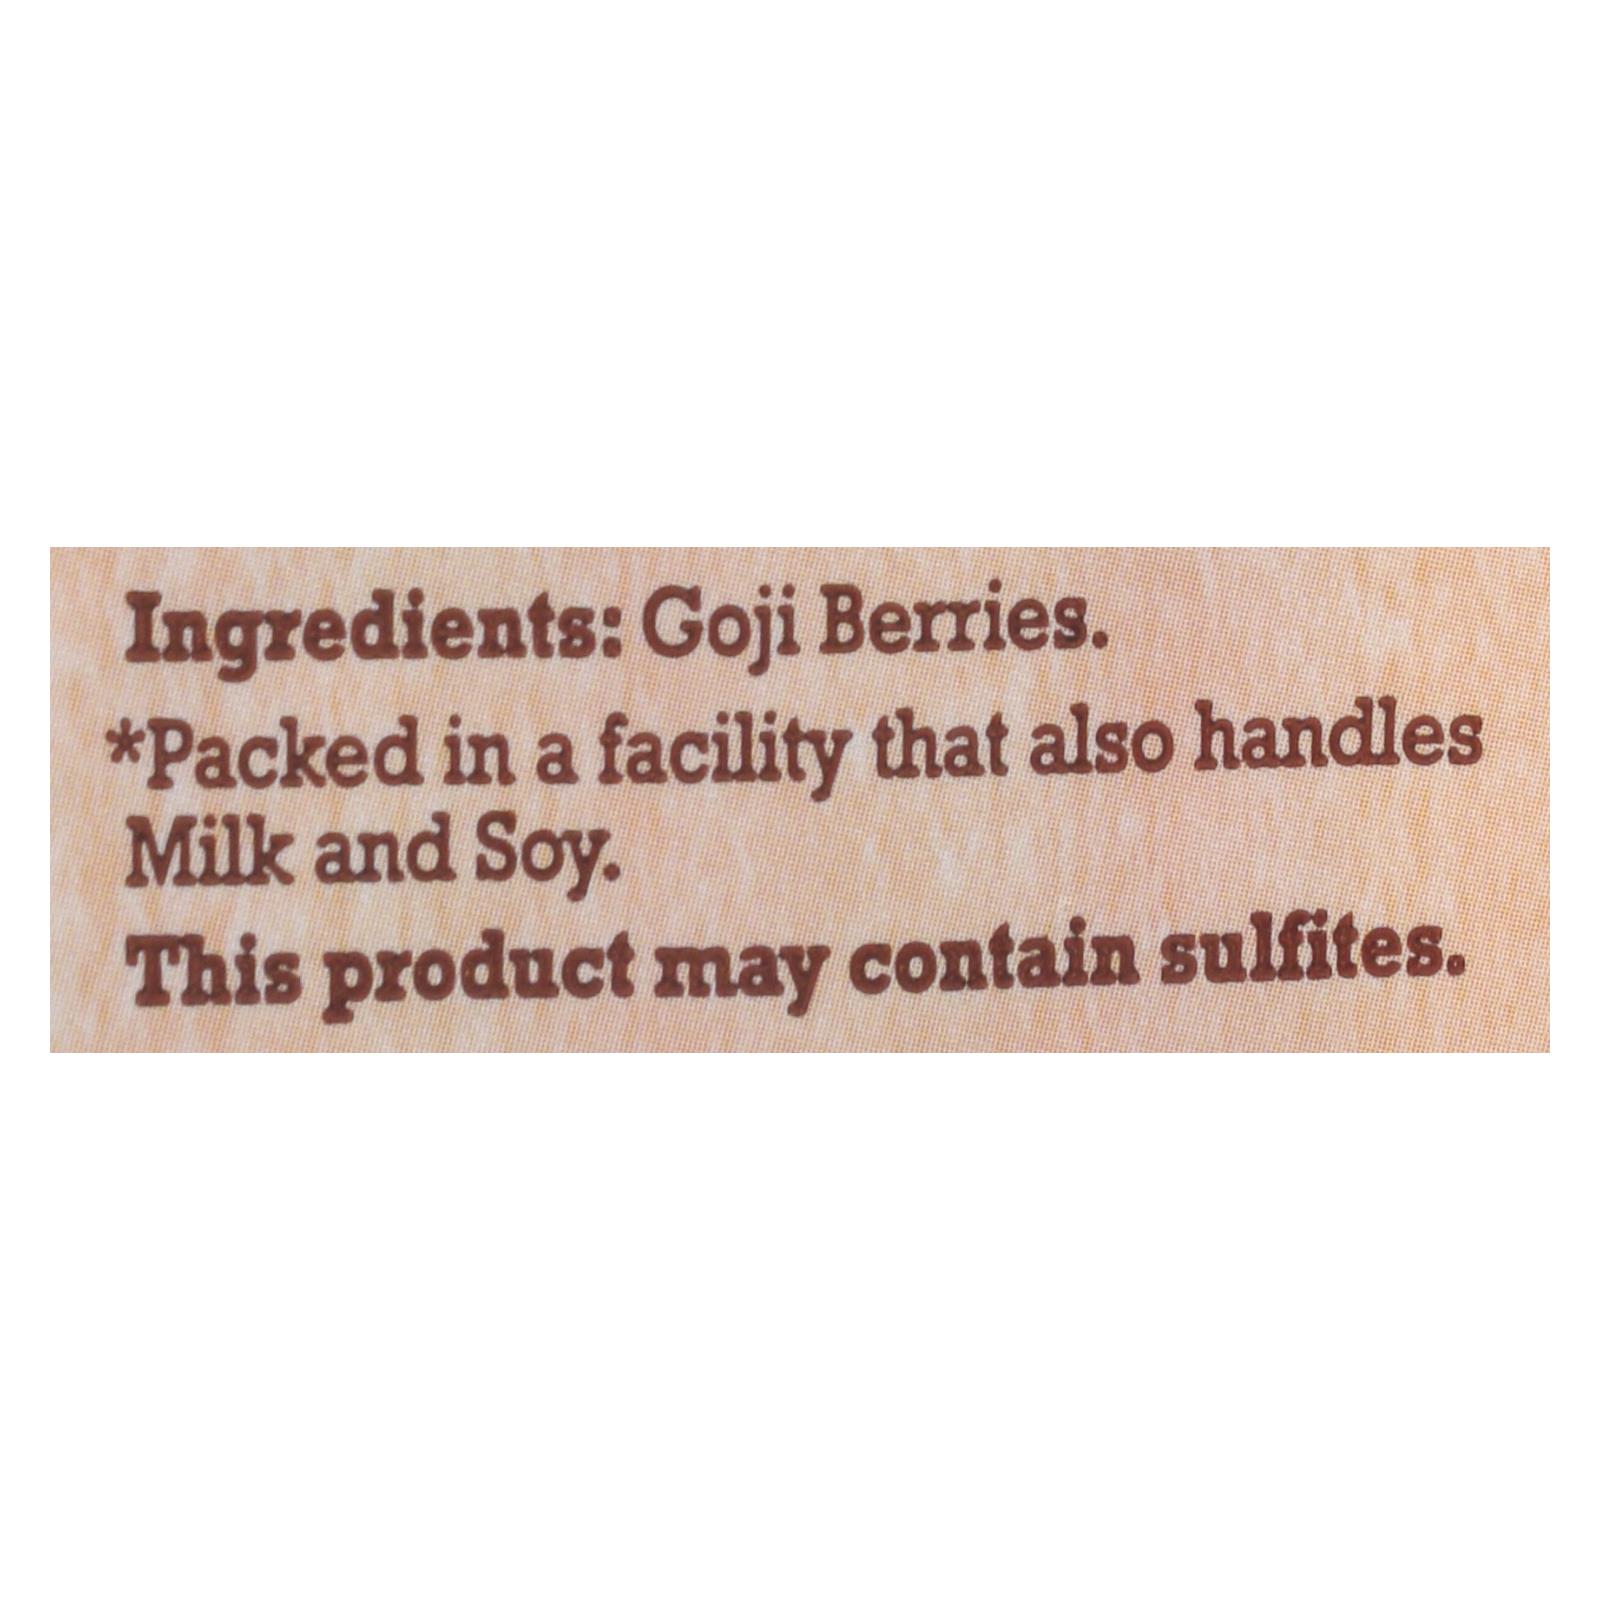 Ingredients: Goji Berries.
*Packed in a facility that also handles
Milk and Soy.
This product may contain sulfites.